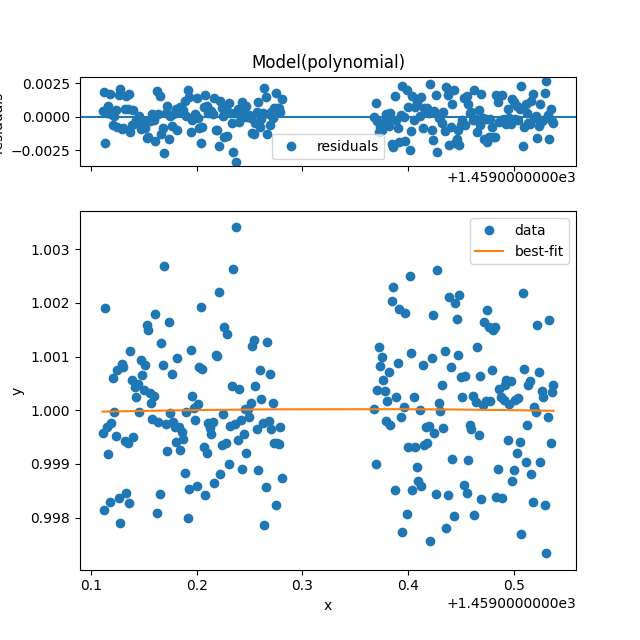 Model(polynomial)
0.0025
0.0000
−0.0025
residuals
+1.4590000000e3
1.003
1.002
1.001
1.000
0.999
0.998
y
data
best-fit
0.1
0.2
0.3
0.4
0.5
x
+1.4590000000e3